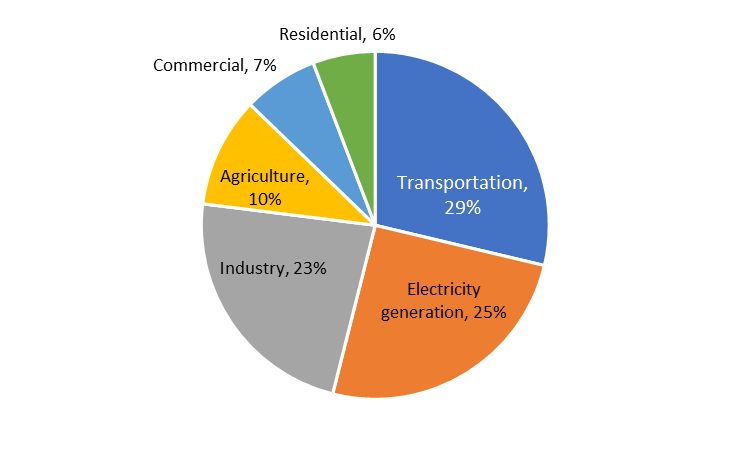 Residential, 6%
Commercial, 7%
Transportation,
29%
Agriculture,
10%
Industry, 23%
Electricity
generation, 25%